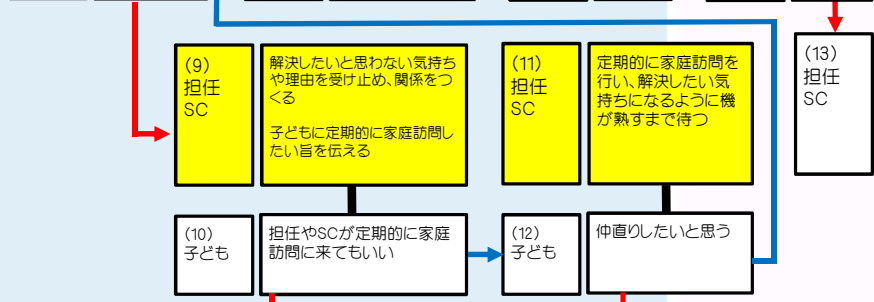 (9)
担任
SC
解決したいと思わない気持ち
や理由を受け止め、関係をつ
くる
子どもに定期的に家庭訪問し
たい旨を伝える
(11)
担任
SC
定期的に家庭訪問を
行い、解決したい気
持ちになるように機
が熟すまで待つ
(13)
担任
SC
(10)
子ども
担任やSCが定期的に家庭
訪問に来てもいい
(12)
子ども
仲直りしたいと思う